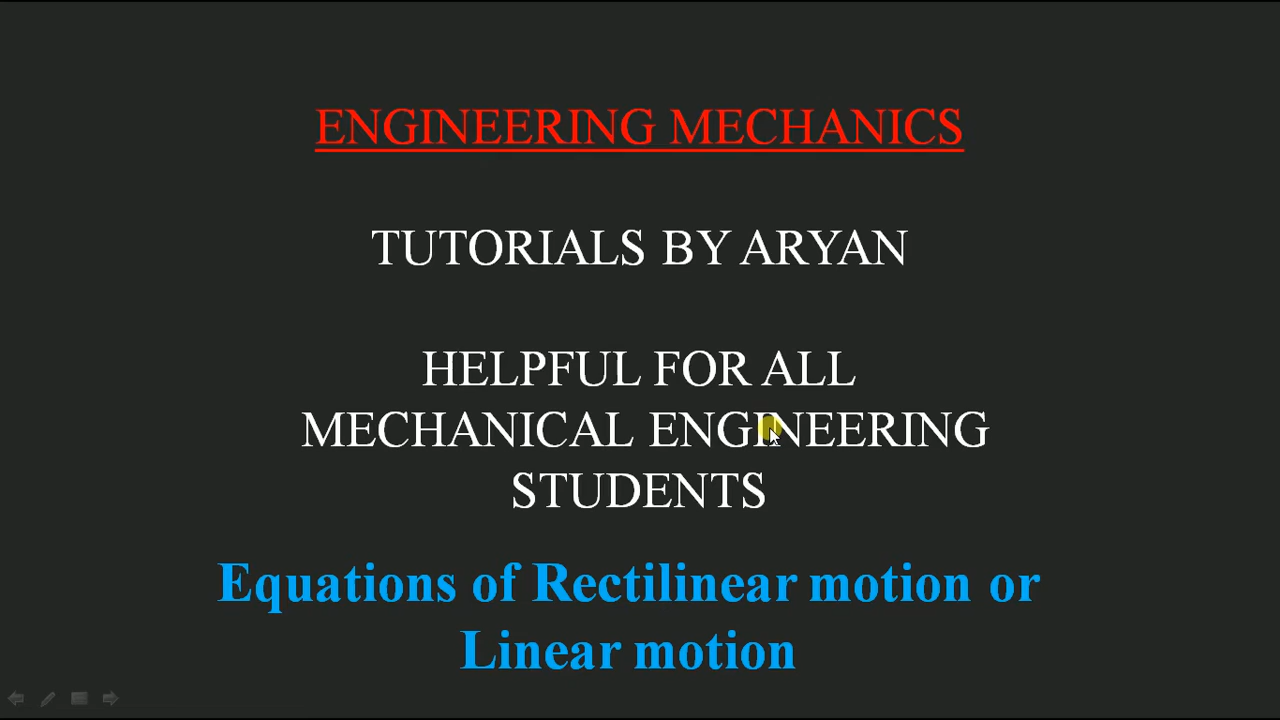 ENGINEERING MECHANICS
TUTORIALS BY ARYAN
HELPFUL FOR ALL
MECHANICAL ENGINEERING
STUDENTS
Equations of Rectilinear motion or
Linear motion